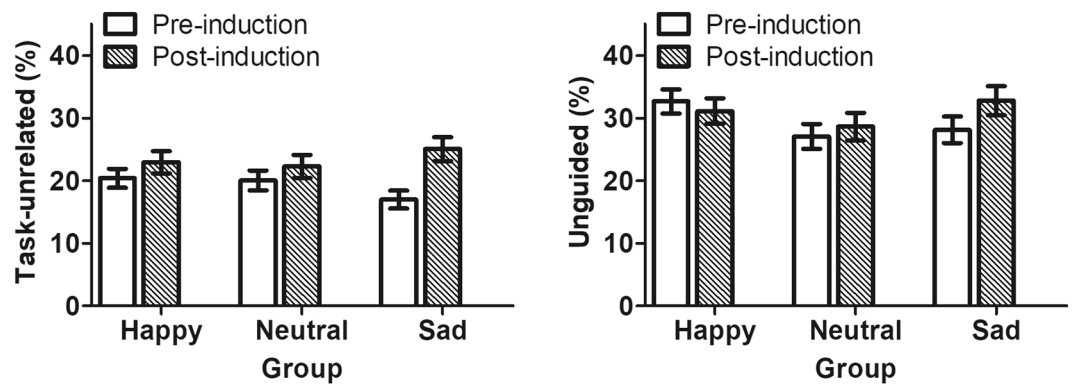 Pre-induction
Post-induction
Task-unrelated (%)
40
30
20
10
0
Happy Neutral Sad
Group
Pre-induction
Post-induction
Unguided (%)
40
30
20
10
0
Happy Neutral Sad
Group